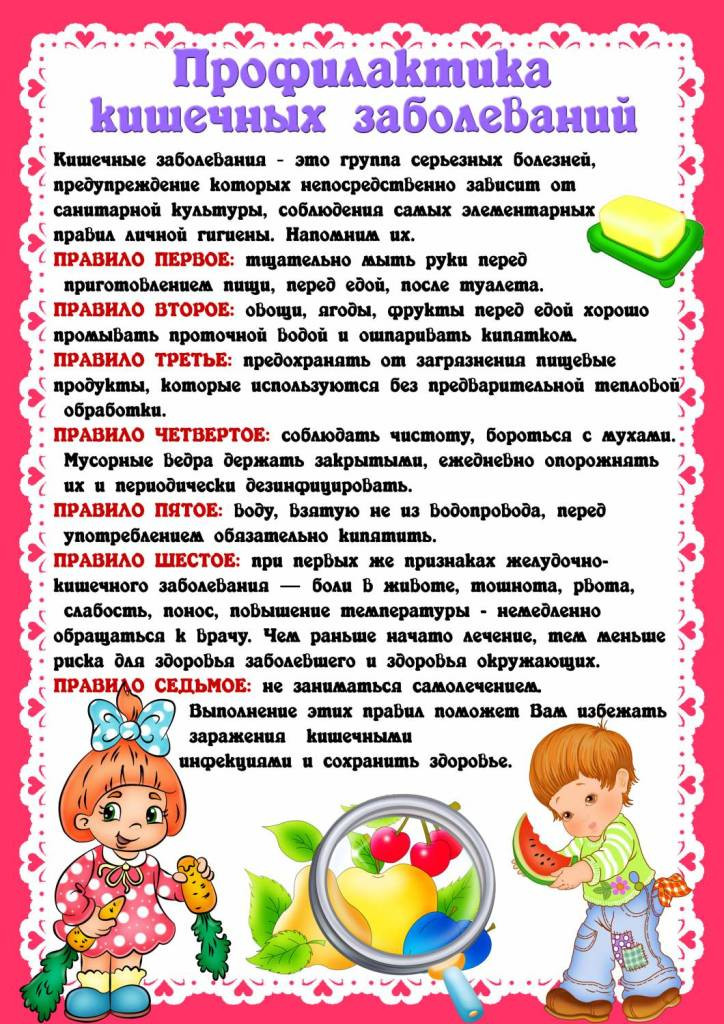 Профилактика
кишечных заболеваний
Кишечные заболевания - это группа серьезных болезней,
предупреждение которых непосредственно зависит от
санитарной культуры, соблюдения самых элементарных
правил личной гигиены. Напомним их.
ПРАВИЛО ПЕРВОЕ: тщательно мыть руки перед
приготовлением пищи, перед едой, после туалета.
ПРАВИЛО ВТОРОЕ: овощи, ягоды, фрукты перед едой хорошо
промывать проточной водой и ошпаривать кипятком.
ПРАВИЛО ТРЕТЬЕ: предохранять от загрязнения пищевые
продукты, которые используются без предварительной тепловой
обработки.
ПРАВИЛО ЧЕТВЕРТОЕ: соблюдать чистоту, бороться с мухами.
Мусорные ведра держать закрытыми, ежедневно опорожнять
их и периодически дезинфицировать.
ПРАВИЛО ПЯТОЕ: воду, взятую не из водопровода, перед
употреблением обязательно кипятить.
ПРАВИЛО ШЕСТОЕ: при первых же признаках желудочно-
кишечного заболевания — боли в животе, тошнота, рвота,
слабость, понос, повышение температуры - немедленно
обращаться к врачу. Чем раньше начато лечение, тем меньше
риска для здоровья заболевшего и здоровья окружающих.
ПРАВИЛО СЕДЬМОЕ: не заниматься самолечением.
Выполнение этих правил поможет Вам избежать
заражения кишечными
инфекциями и сохранить здоровье.